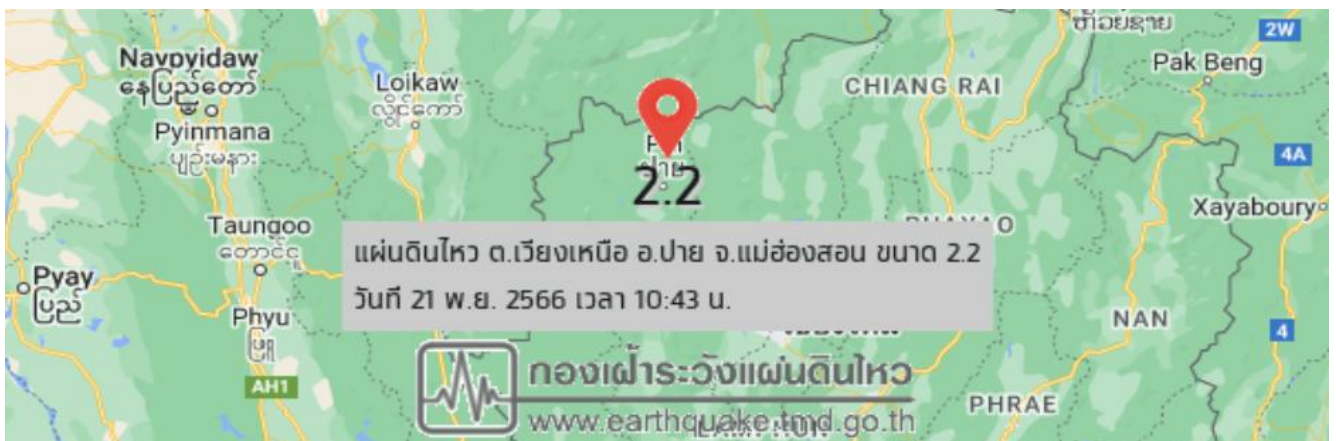 ຫ້ວຍຊາຍ
2W
Navpyidaw
နေပြည်တော်
Loikaw
လွိုင်ကော်
CHIANG RAI
Pak Beng
Pyinmana
ပျဉ်းမနား
Pai
ปาย
2.2
4A
Xayaboury
Taungoo
တောင်ငူ
PHAYAO
แผ่นดินไหว ต.เวียงเหนือ อ.ปาย จ.แม่ฮ่องสอน ขนาด 2.2
วันที่ 21 พ.ย. 2566 เวลา 10:43 น.
Pyay
ပြည်
Phyu
ဖြူး
NAN
4
AH1
กองเฝ้าระวังแผ่นดินไหว
www.earthquake.tmd.go.th
PHRAE
LAMPHUN